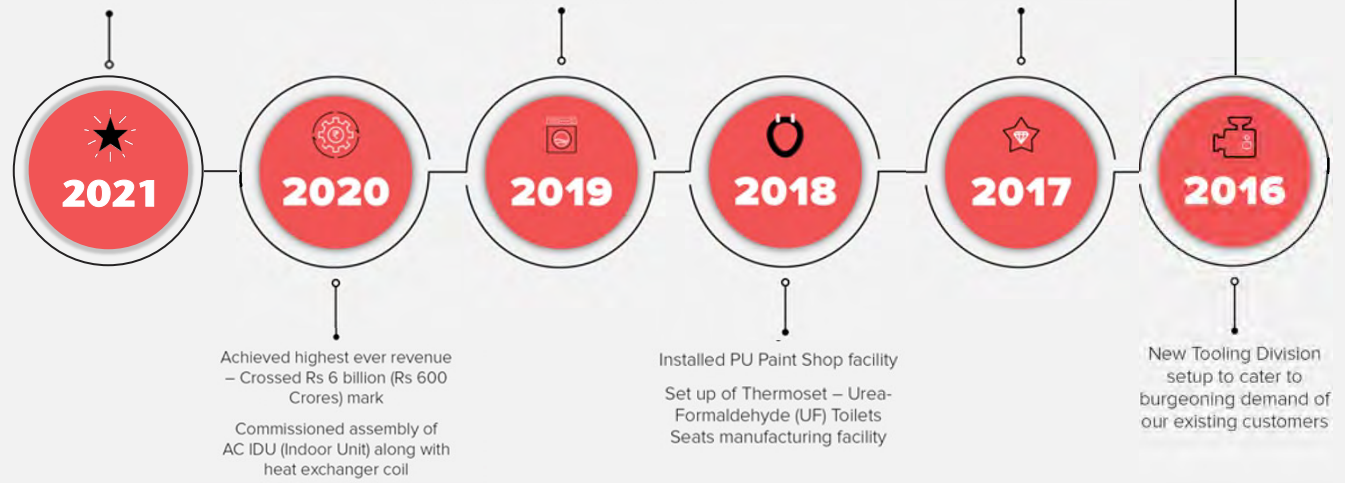 2021
2020
2019
2018
2017
2016
Achieved highest ever revenue
– Crossed Rs 6 billion (Rs 600
Crores) mark
Commissioned assembly of
AC IDU (Indoor Unit) along with
heat exchanger coil
Installed PU Paint Shop facility
Set up of Thermoset – Urea-
Formaldehyde (UF) Toilets
Seats manufacturing facility
New Tooling Division
setup to cater to
burgeoning demand of
our existing customers